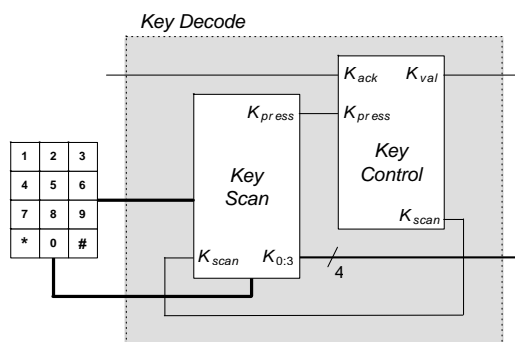 Key Decode
K_ack K_val
K_press K_press
Key Scan
Key Control
1 2 3
4 5 6
7 8 9
* 0 #
K_scan
K_scan K_0:3
4